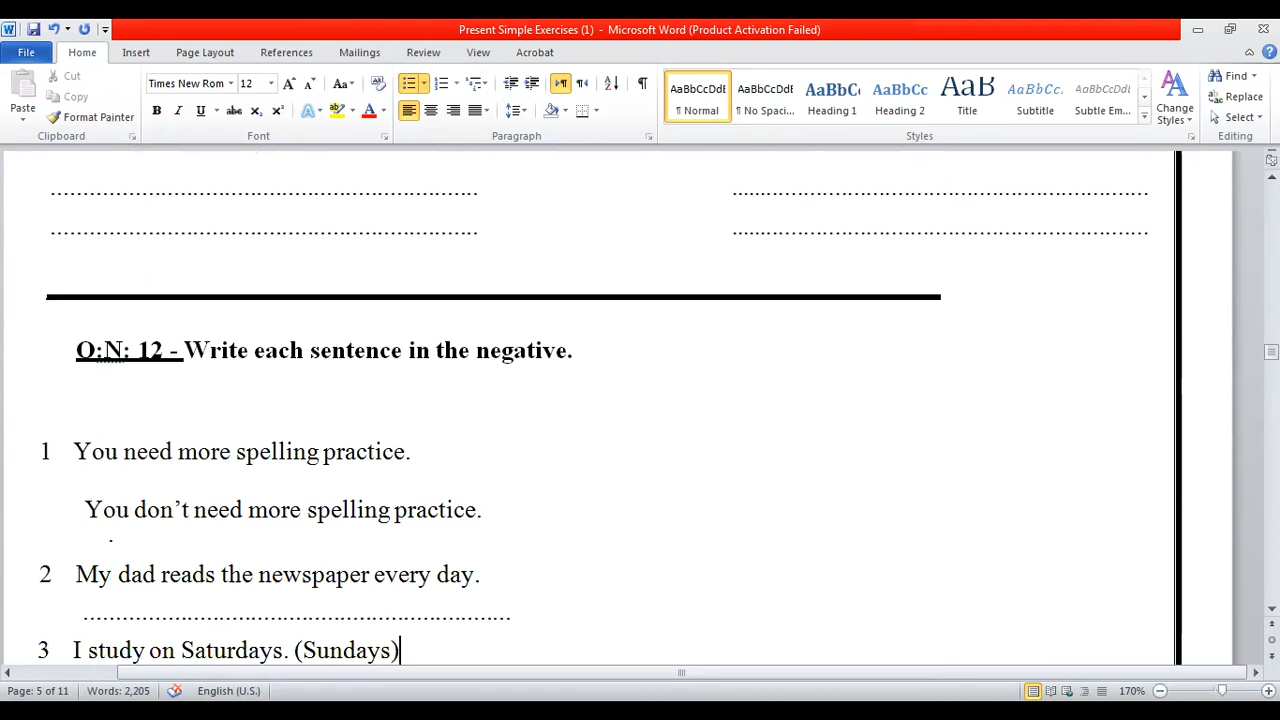 Present Simple Exercises (1) - Microsoft Word (Product Activation Failed)
File Home Insert Page Layout References Mailings Review View Acrobat
Paste
Cut
Copy
Format Painter
Clipboard
Times New Rom 12
Font
Paragraph
AaBbCcDdE AaBbCcDdE AaBbCc AaBbCc AaB AaBbCc. AaBbCcDdE
¶ Normal ¶ No Spaci... Heading 1 Heading 2 Title Subtitle Subtle Em...
Change Styles
Styles
Find
Replace
Select
Editing
Q:N: 12 - Write each sentence in the negative.
1 You need more spelling practice.
You don’t need more spelling practice.
.
2 My dad reads the newspaper every day.
..................................................................
3 I study on Saturdays. (Sundays)
Page: 5 of 11 Words: 2,205 English (U.S.) 170%